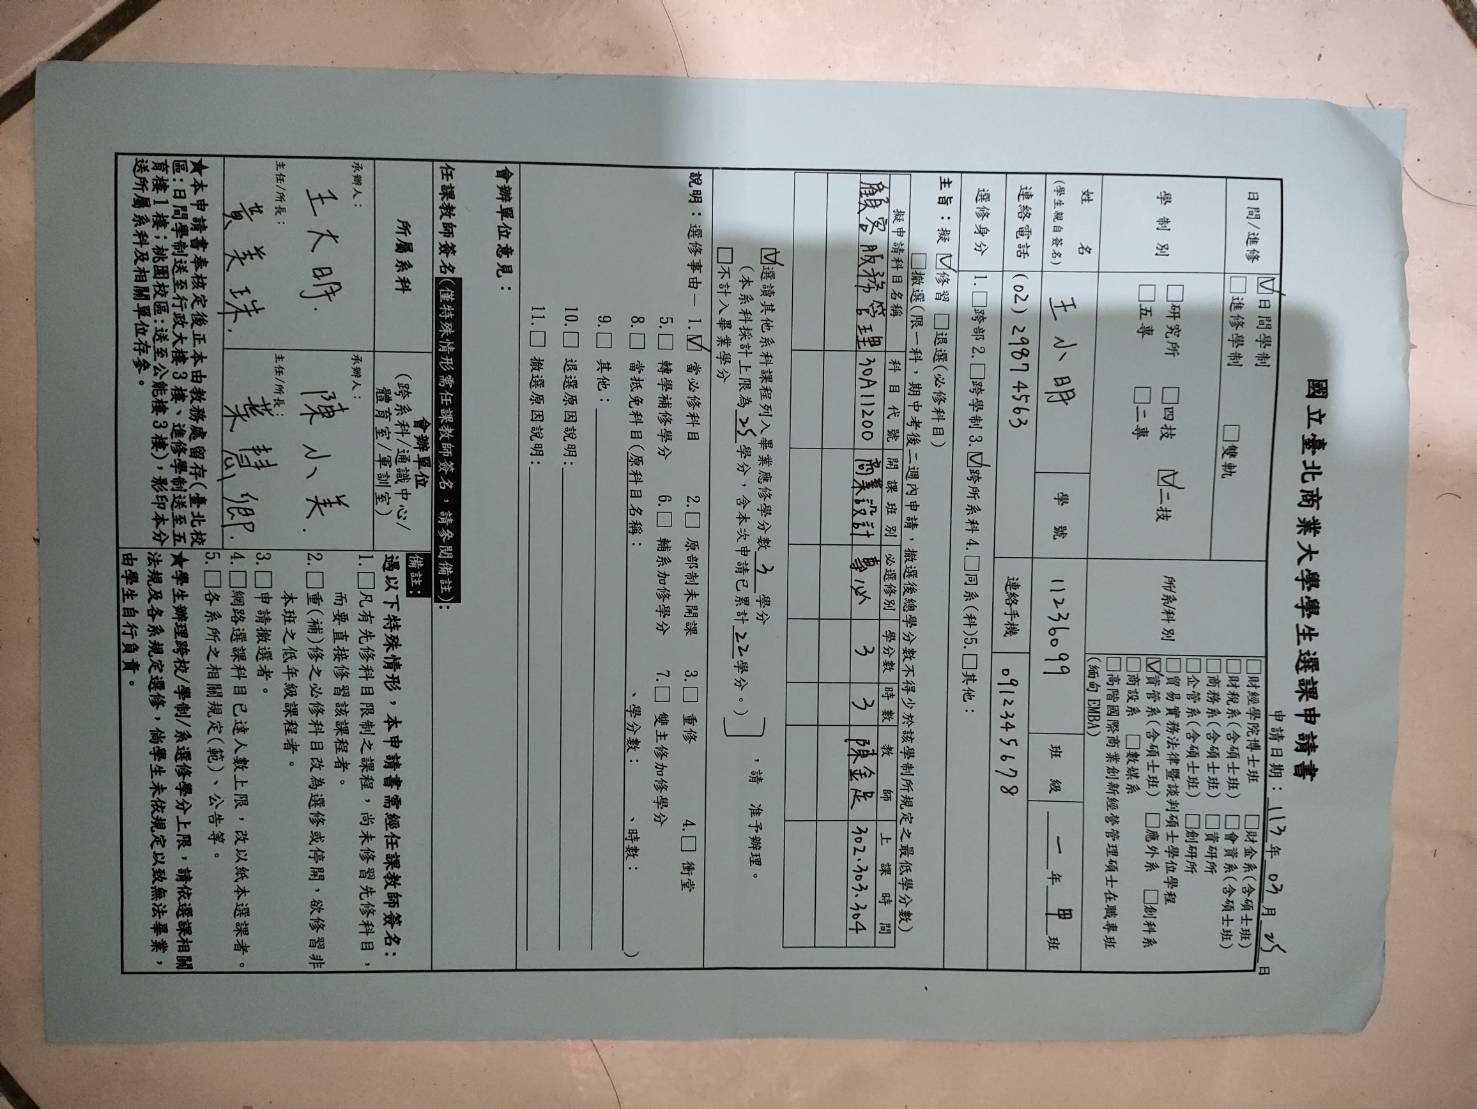 國立臺北商業大學學生選課申請書
申請日期：113年03月25日
日間/進修 ☑日間學制 □雙軌
□進修學制
學制別 □研究所 □四技 ☑二技
□五專 □三專
所/系/科別
□財經學院博士班 □財金系(含碩士班)
□財稅系(含碩士班) □會資系(含碩士班)
□商務系(含碩士班) □資研所
□企管系(含碩士班) □創研所
□貿易實務法律暨談判碩士學位學程
☑資管系(含碩士班) □應外系 □創科系
□商設系 □數媒系
□高階國際商業創新經營管理碩士在職專班
(緬甸EMBA)
姓名
(學生親自簽名) 王小明 學號 11236099 班級 一年甲班
連絡電話 (02) 2987 4563 連絡手機 0912345678
選修身分 1.□跨部 2.□跨學制 3.☑跨所系科 4.□同系(科) 5.□其他：
主旨：擬 ☑修習 □退選(必修科目)
□撤選(限一科，期中考後二週內申請，撤選後總學分數不得少於該學制所規定之最低學分數)
擬申請科目名稱 科目代號 開課班別 必選修別 學分數 時數 教師 上課時間
顧客服務管理 30A11200 商業設計 專必 3 3 陳金足 302.303.304
☑選讀其他系科課程列入畢業應修學分數 3 學分
(本系科採計上限為 25 學分，含本次申請已累計 22 學分。)
□不計入畢業學分
，請 准予辦理。
說明：選修事由－ 1.☑ 當必修科目 2.□ 原部制未開課 3.□ 重修 4.□ 衝堂
5.□ 轉學補修學分 6.□ 輔系加修學分 7.□ 雙主修加修學分
8.□ 當抵免科目(原科目名稱： 、學分數： 、時數： )
9.□ 其他：
10.□ 退選原因說明：
11.□ 撤選原因說明：
會辦單位意見：
任課教師簽名(僅特殊情形需任課教師簽名，請參閱備註)：
所屬系科
承辦人：
王大明.
主任/所長：
黃美珠.
會辦單位
(跨系科/通識中心/
體育室/軍訓室)
承辦人：
陳小美.
主任/所長：
葉慧卿.
備註:
遇以下特殊情形，本申請書需經任課教師簽名：
1.□凡有先修科目限制之課程，尚未修習先修科目，
而要直接修習該課程者。
2.□重(補)修之必修科目改為選修或停開，欲修習非
本班之低年級課程者。
3.□申請撤選者。
4.□網路選課科目已達人數上限，改以紙本選課者。
5.□各系所之相關規定(範)、公告等。
★本申請書奉核定後正本由教務處留存(臺北校
區:日間學制送至行政大樓3樓、進修學制送至五
育樓1樓；桃園校區:送至公能樓3樓)，影印本分
送所屬系科及相關單位存參。
★學生辦理跨校/學制/系選修學分上限，請依選課相關
法規及各系規定選修，倘學生未依規定以致無法畢業，
由學生自行負責。